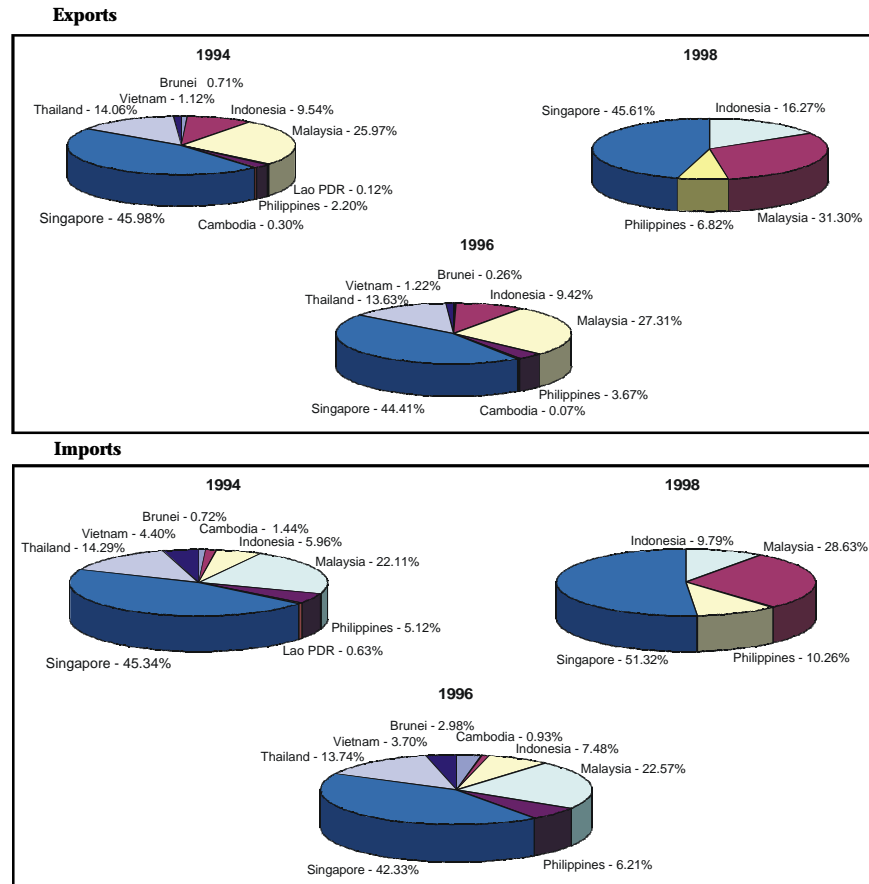 Exports
1994
Brunei 0.71%
Vietnam - 1.12%
Thailand - 14.06%
Indonesia - 9.54%
Malaysia - 25.97%
Lao PDR - 0.12%
Philippines - 2.20%
Cambodia - 0.30%
Singapore - 45.98%
1998
Singapore - 45.61%
Indonesia - 16.27%
Malaysia - 31.30%
Philippines - 6.82%
1996
Brunei - 0.26%
Vietnam - 1.22%
Thailand - 13.63%
Indonesia - 9.42%
Malaysia - 27.31%
Philippines - 3.67%
Cambodia - 0.07%
Singapore - 44.41%
Imports
1994
Brunei - 0.72%
Cambodia - 1.44%
Vietnam - 4.40%
Indonesia - 5.96%
Thailand - 14.29%
Malaysia - 22.11%
Philippines - 5.12%
Lao PDR - 0.63%
Singapore - 45.34%
1998
Indonesia - 9.79%
Malaysia - 28.63%
Singapore - 51.32%
Philippines - 10.26%
1996
Brunei - 2.98%
Cambodia - 0.93%
Vietnam - 3.70%
Indonesia - 7.48%
Thailand - 13.74%
Malaysia - 22.57%
Singapore - 42.33%
Philippines - 6.21%